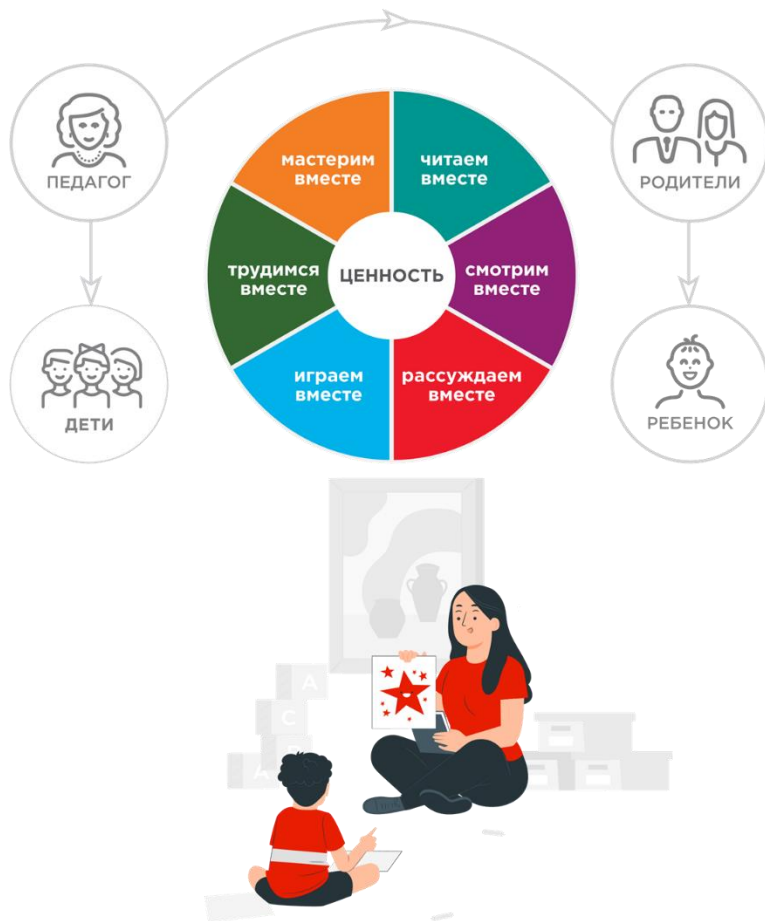 ПЕДАГОГ
РОДИТЕЛИ
мастерим
вместе
читаем
вместе
трудимся
вместе
ЦЕННОСТЬ
смотрим
вместе
играем
вместе
рассуждаем
вместе
ДЕТИ
РЕБЕНОК
A
C
A